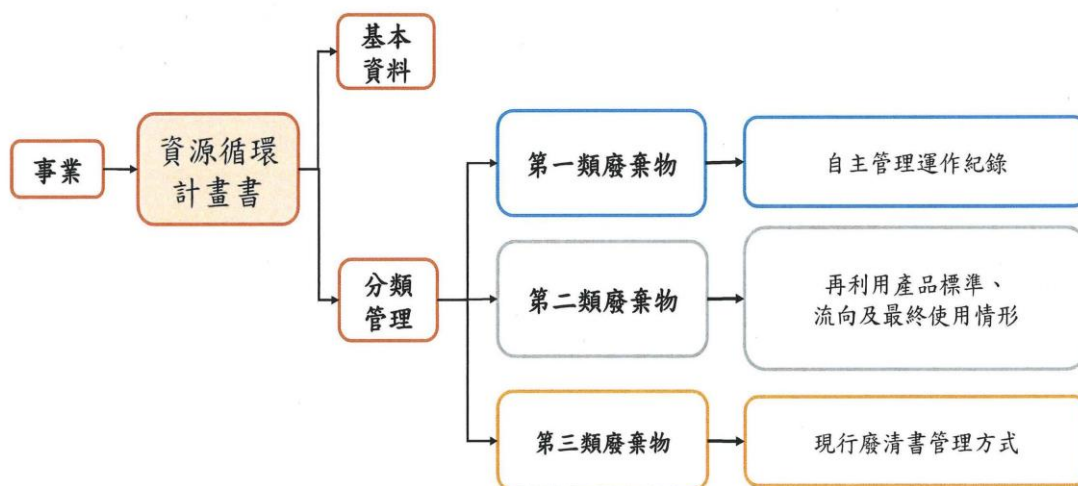 事業
資源循環
計畫書
基本
資料
分類
管理
第一類廢棄物
自主管理運作紀錄
第二類廢棄物
再利用產品標準、
流向及最終使用情形
第三類廢棄物
現行廢清書管理方式